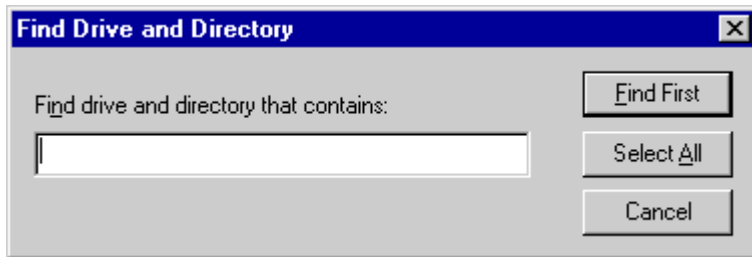 Find Drive and Directory
Find drive and directory that contains:
Find First
Select All
Cancel